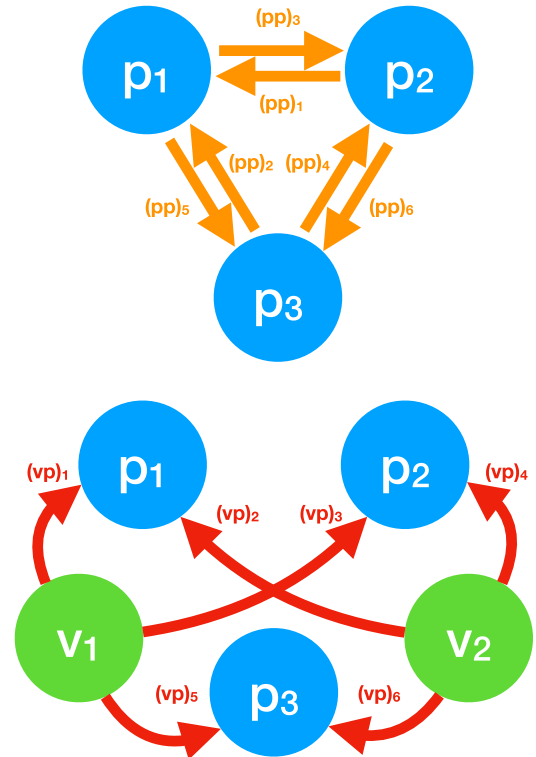 (pp)₃
p₁
p₂
(pp)₁
(pp)₂
(pp)₄
(pp)₅
(pp)₆
p₃
(vp)₁
p₁
p₂
(vp)₄
(vp)₂
(vp)₃
v₁
v₂
(vp)₅
p₃
(vp)₆